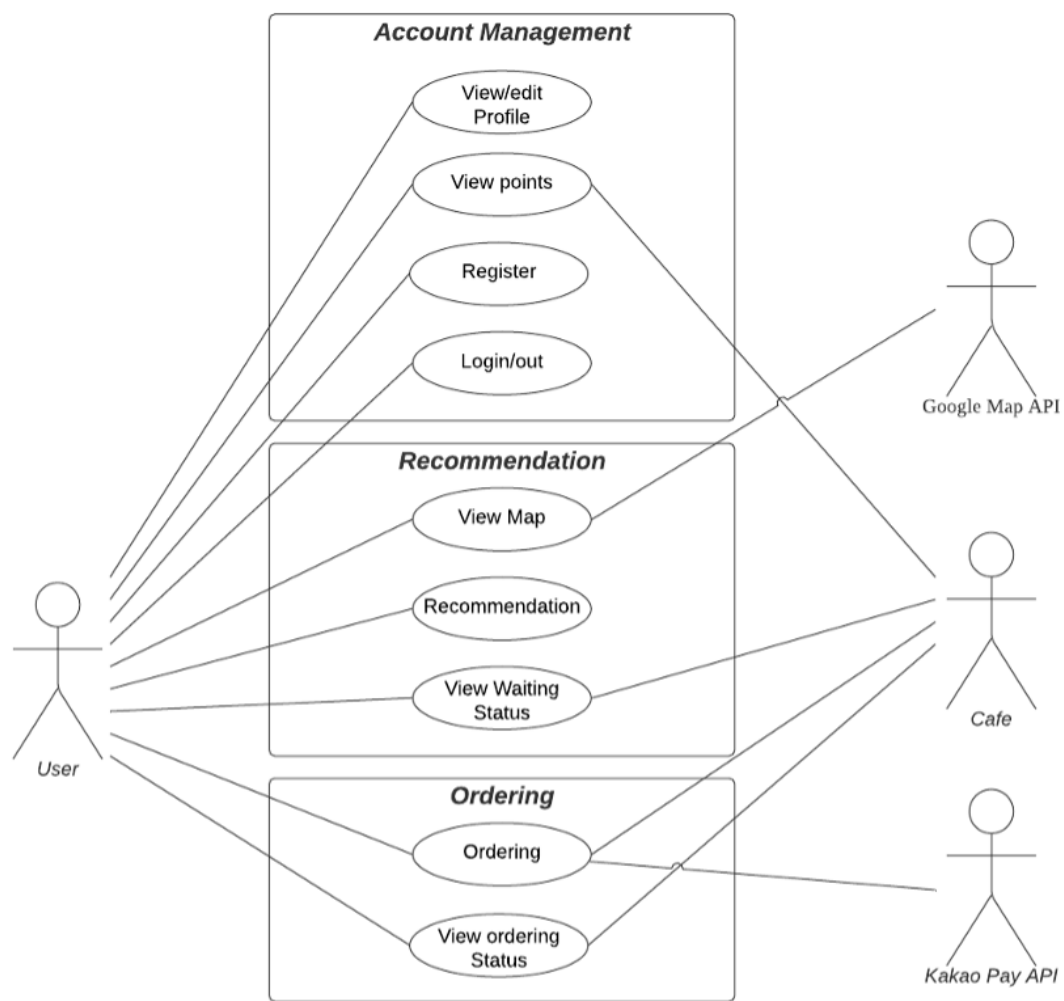 Account Management
View/edit
Profile
View points
Register
Login/out
Google Map API
Recommendation
View Map
Recommendation
View Waiting
Status
User
Cafe
Ordering
Ordering
View ordering
Status
Kakao Pay API